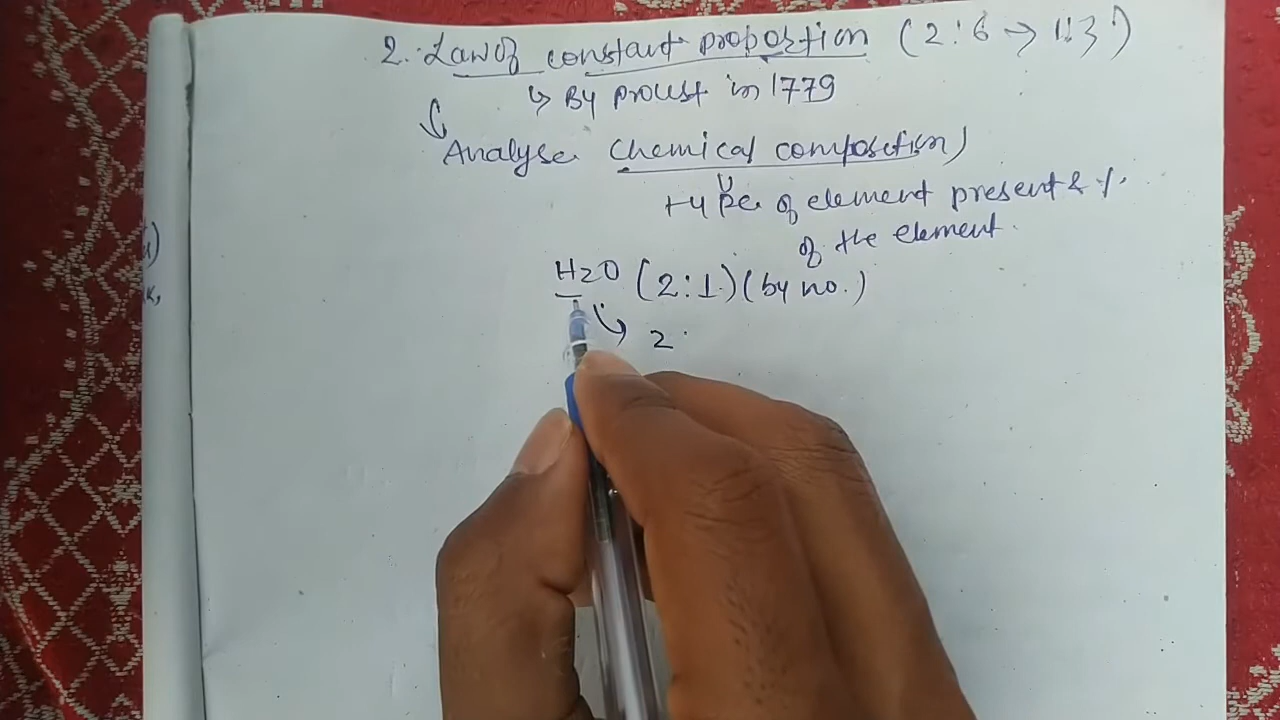 2. Law of constant proportion (2:6 → 1:3)
↳ By proust in 1779
Analyse chemical composition)
type of element present & %
of the element.
H2O (2:1) (by no.)
2